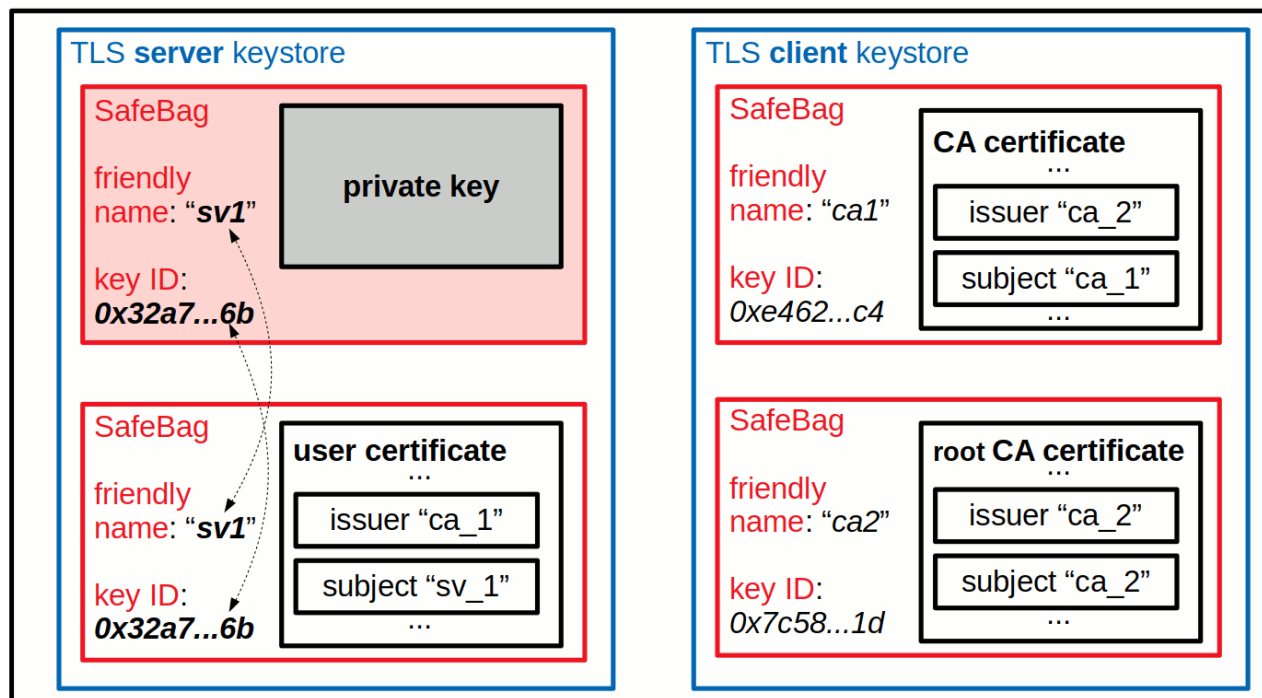 TLS server keystore
SafeBag
friendly
name: “sv1”
key ID:
0x32a7...6b
private key
SafeBag
friendly
name: “sv1”
key ID:
0x32a7...6b
user certificate
...
issuer “ca_1”
subject “sv_1”
...
TLS client keystore
SafeBag
friendly
name: “ca1”
key ID:
0xe462...c4
CA certificate
...
issuer “ca_2”
subject “ca_1”
...
SafeBag
friendly
name: “ca2”
key ID:
0x7c58...1d
root CA certificate
...
issuer “ca_2”
subject “ca_2”
...